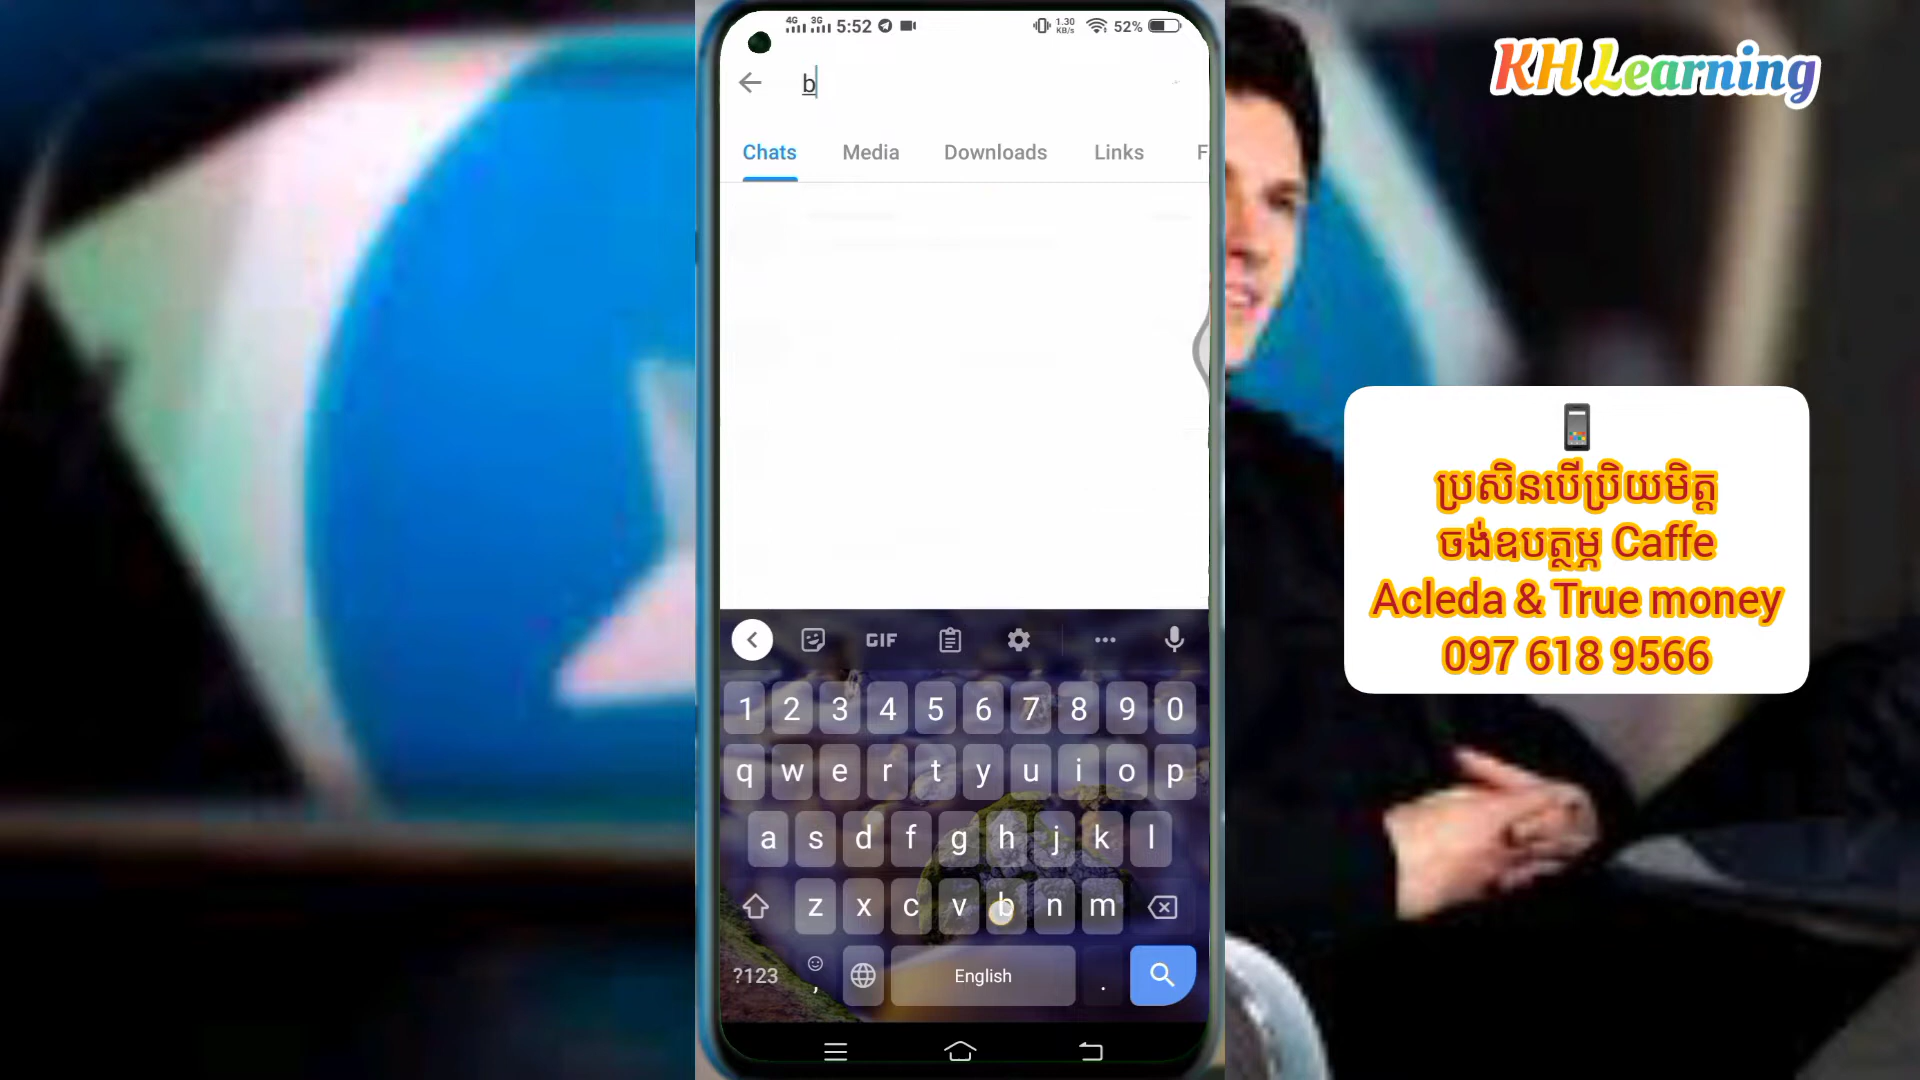 4G 3G 5:52 1.30 KB/s 52%
KH Learning
b
Chats Media Downloads Links F
ប្រសិនបើប្រិយមិត្ត
ចង់ឧបត្ថម្ភ Caffe
Acleda & True money
097 618 9566
GIF
1 2 3 4 5 6 7 8 9 0
q w e r t y u i o p
a s d f g h j k l
z x c v b n m
?123 , English .